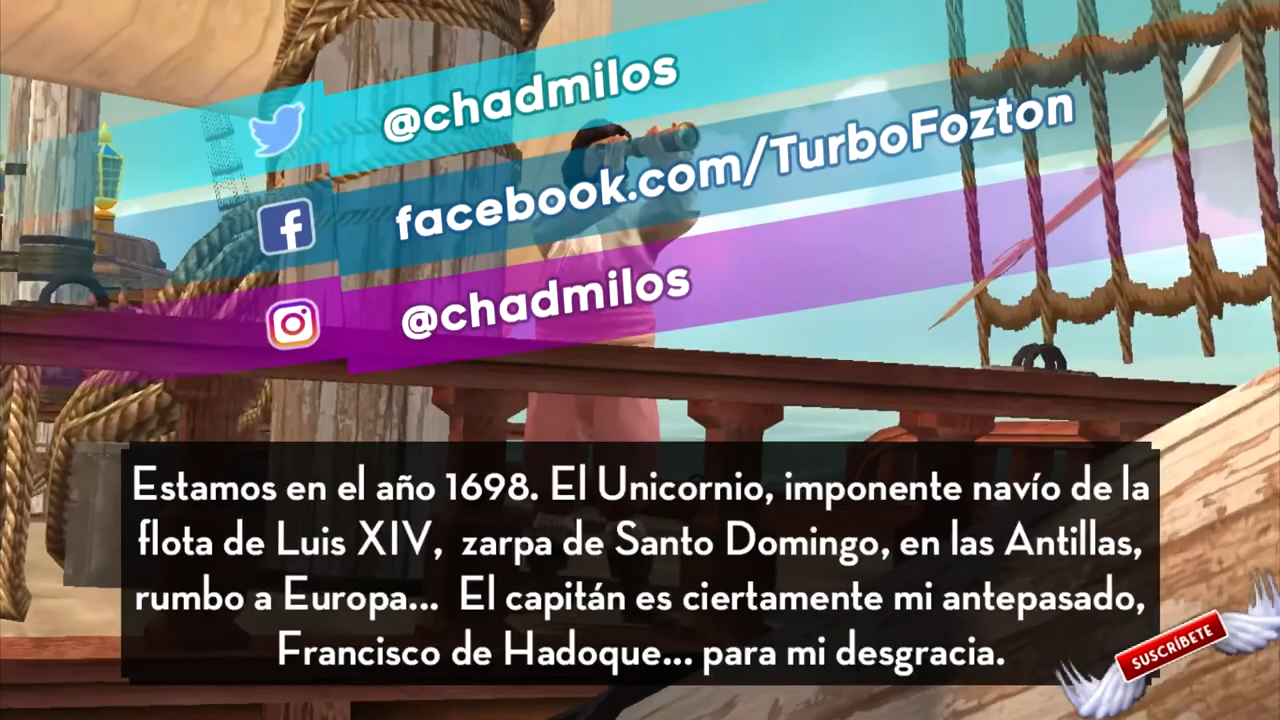 @chadmilos
facebook.com/TurboFozton
@chadmilos
Estamos en el año 1698. El Unicornio, imponente navío de la
flota de Luis XIV, zarpa de Santo Domingo, en las Antillas,
rumbo a Europa... El capitán es ciertamente mi antepasado,
Francisco de Hadoque... para mi desgracia.
SUSCRÍBETE